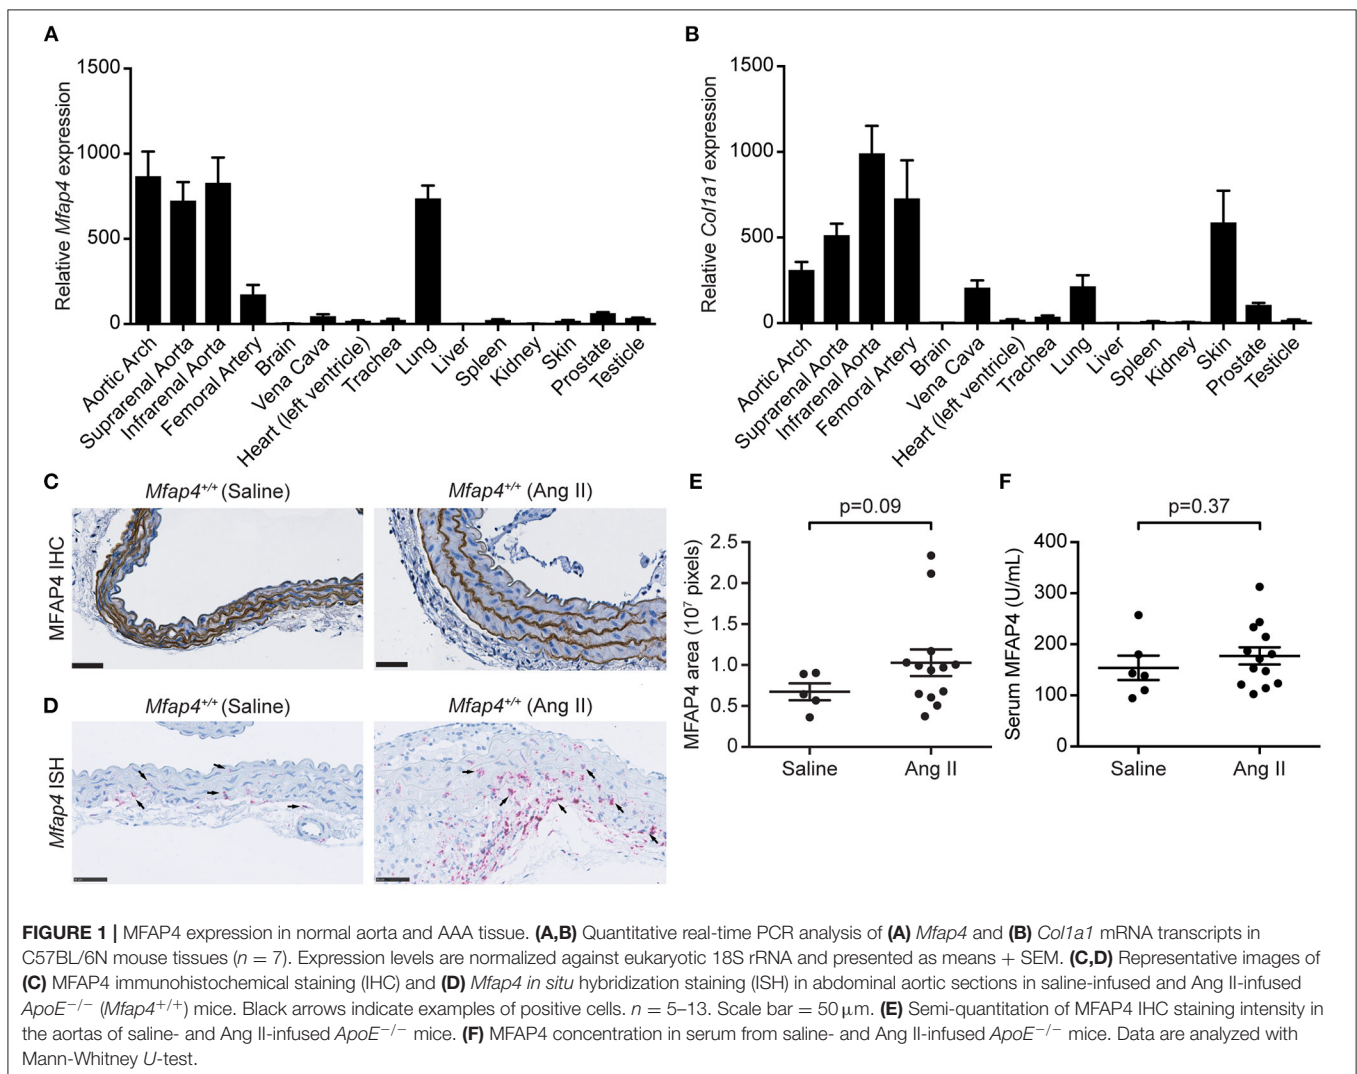 A
1500
1000
500
0
Relative Mfap4 expression
Aortic Arch
Suprarenal Aorta
Infrarenal Aorta
Femoral Artery
Brain
Vena Cava
Heart (left ventricle)
Trachea
Lung
Liver
Spleen
Kidney
Skin
Prostate
Testicle
B
1500
1000
500
0
Relative Col1a1 expression
Aortic Arch
Suprarenal Aorta
Infrarenal Aorta
Femoral Artery
Brain
Vena Cava
Heart (left ventricle)
Trachea
Lung
Liver
Spleen
Kidney
Skin
Prostate
Testicle
C
Mfap4+/+ (Saline)
Mfap4+/+ (Ang II)
MFAP4 IHC
D
Mfap4+/+ (Saline)
Mfap4+/+ (Ang II)
Mfap4 ISH
E
p=0.09
2.5
2.0
1.5
1.0
0.5
0
MFAP4 area (10⁷ pixels)
Saline
Ang II
F
p=0.37
400
300
200
100
0
Serum MFAP4 (U/mL)
Saline
Ang II
FIGURE 1 | MFAP4 expression in normal aorta and AAA tissue. (A,B) Quantitative real-time PCR analysis of (A) Mfap4 and (B) Col1a1 mRNA transcripts in
C57BL/6N mouse tissues (n = 7). Expression levels are normalized against eukaryotic 18S rRNA and presented as means + SEM. (C,D) Representative images of
(C) MFAP4 immunohistochemical staining (IHC) and (D) Mfap4 in situ hybridization staining (ISH) in abdominal aortic sections in saline-infused and Ang II-infused
ApoE−/− (Mfap4+/+) mice. Black arrows indicate examples of positive cells. n = 5–13. Scale bar = 50 μm. (E) Semi-quantitation of MFAP4 IHC staining intensity in
the aortas of saline- and Ang II-infused ApoE−/− mice. (F) MFAP4 concentration in serum from saline- and Ang II-infused ApoE−/− mice. Data are analyzed with
Mann-Whitney U-test.